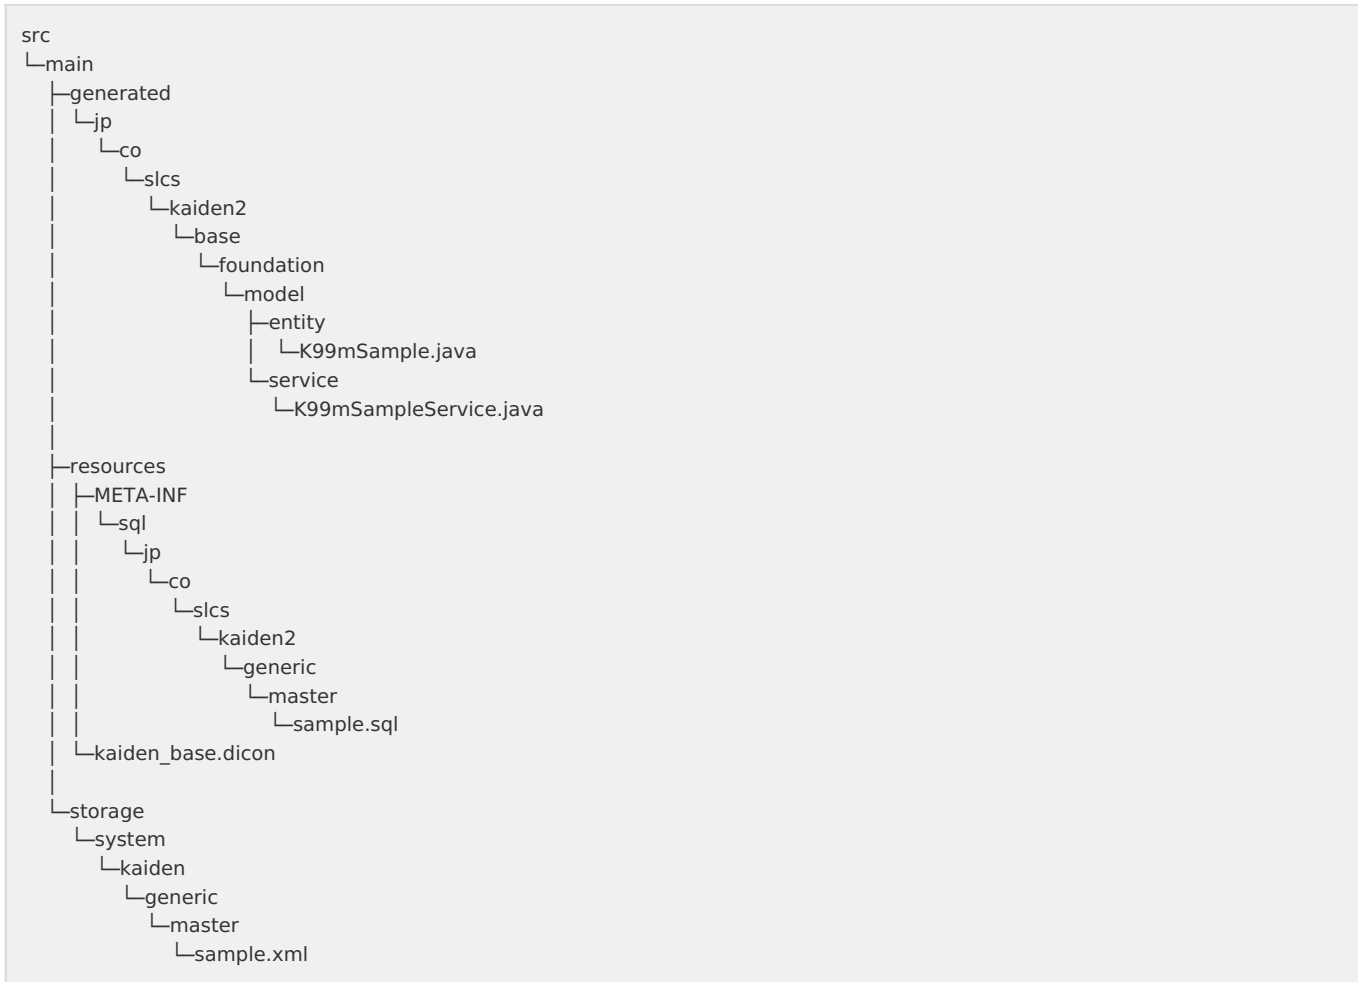 src
└─main
    ├─generated
    │  └─jp
    │      └─co
    │          └─slcs
    │              └─kaiden2
    │                  └─base
    │                      └─foundation
    │                          └─model
    │                              ├─entity
    │                              │  └─K99mSample.java
    │                              └─service
    │                                  └─K99mSampleService.java
    │
    ├─resources
    │  ├─META-INF
    │  │  └─sql
    │  │      └─jp
    │  │          └─co
    │  │              └─slcs
    │  │                  └─kaiden2
    │  │                      └─generic
    │  │                          └─master
    │  │                              └─sample.sql
    │  └─kaiden_base.dicon
    │
    └─storage
        └─system
            └─kaiden
                └─generic
                    └─master
                        └─sample.xml